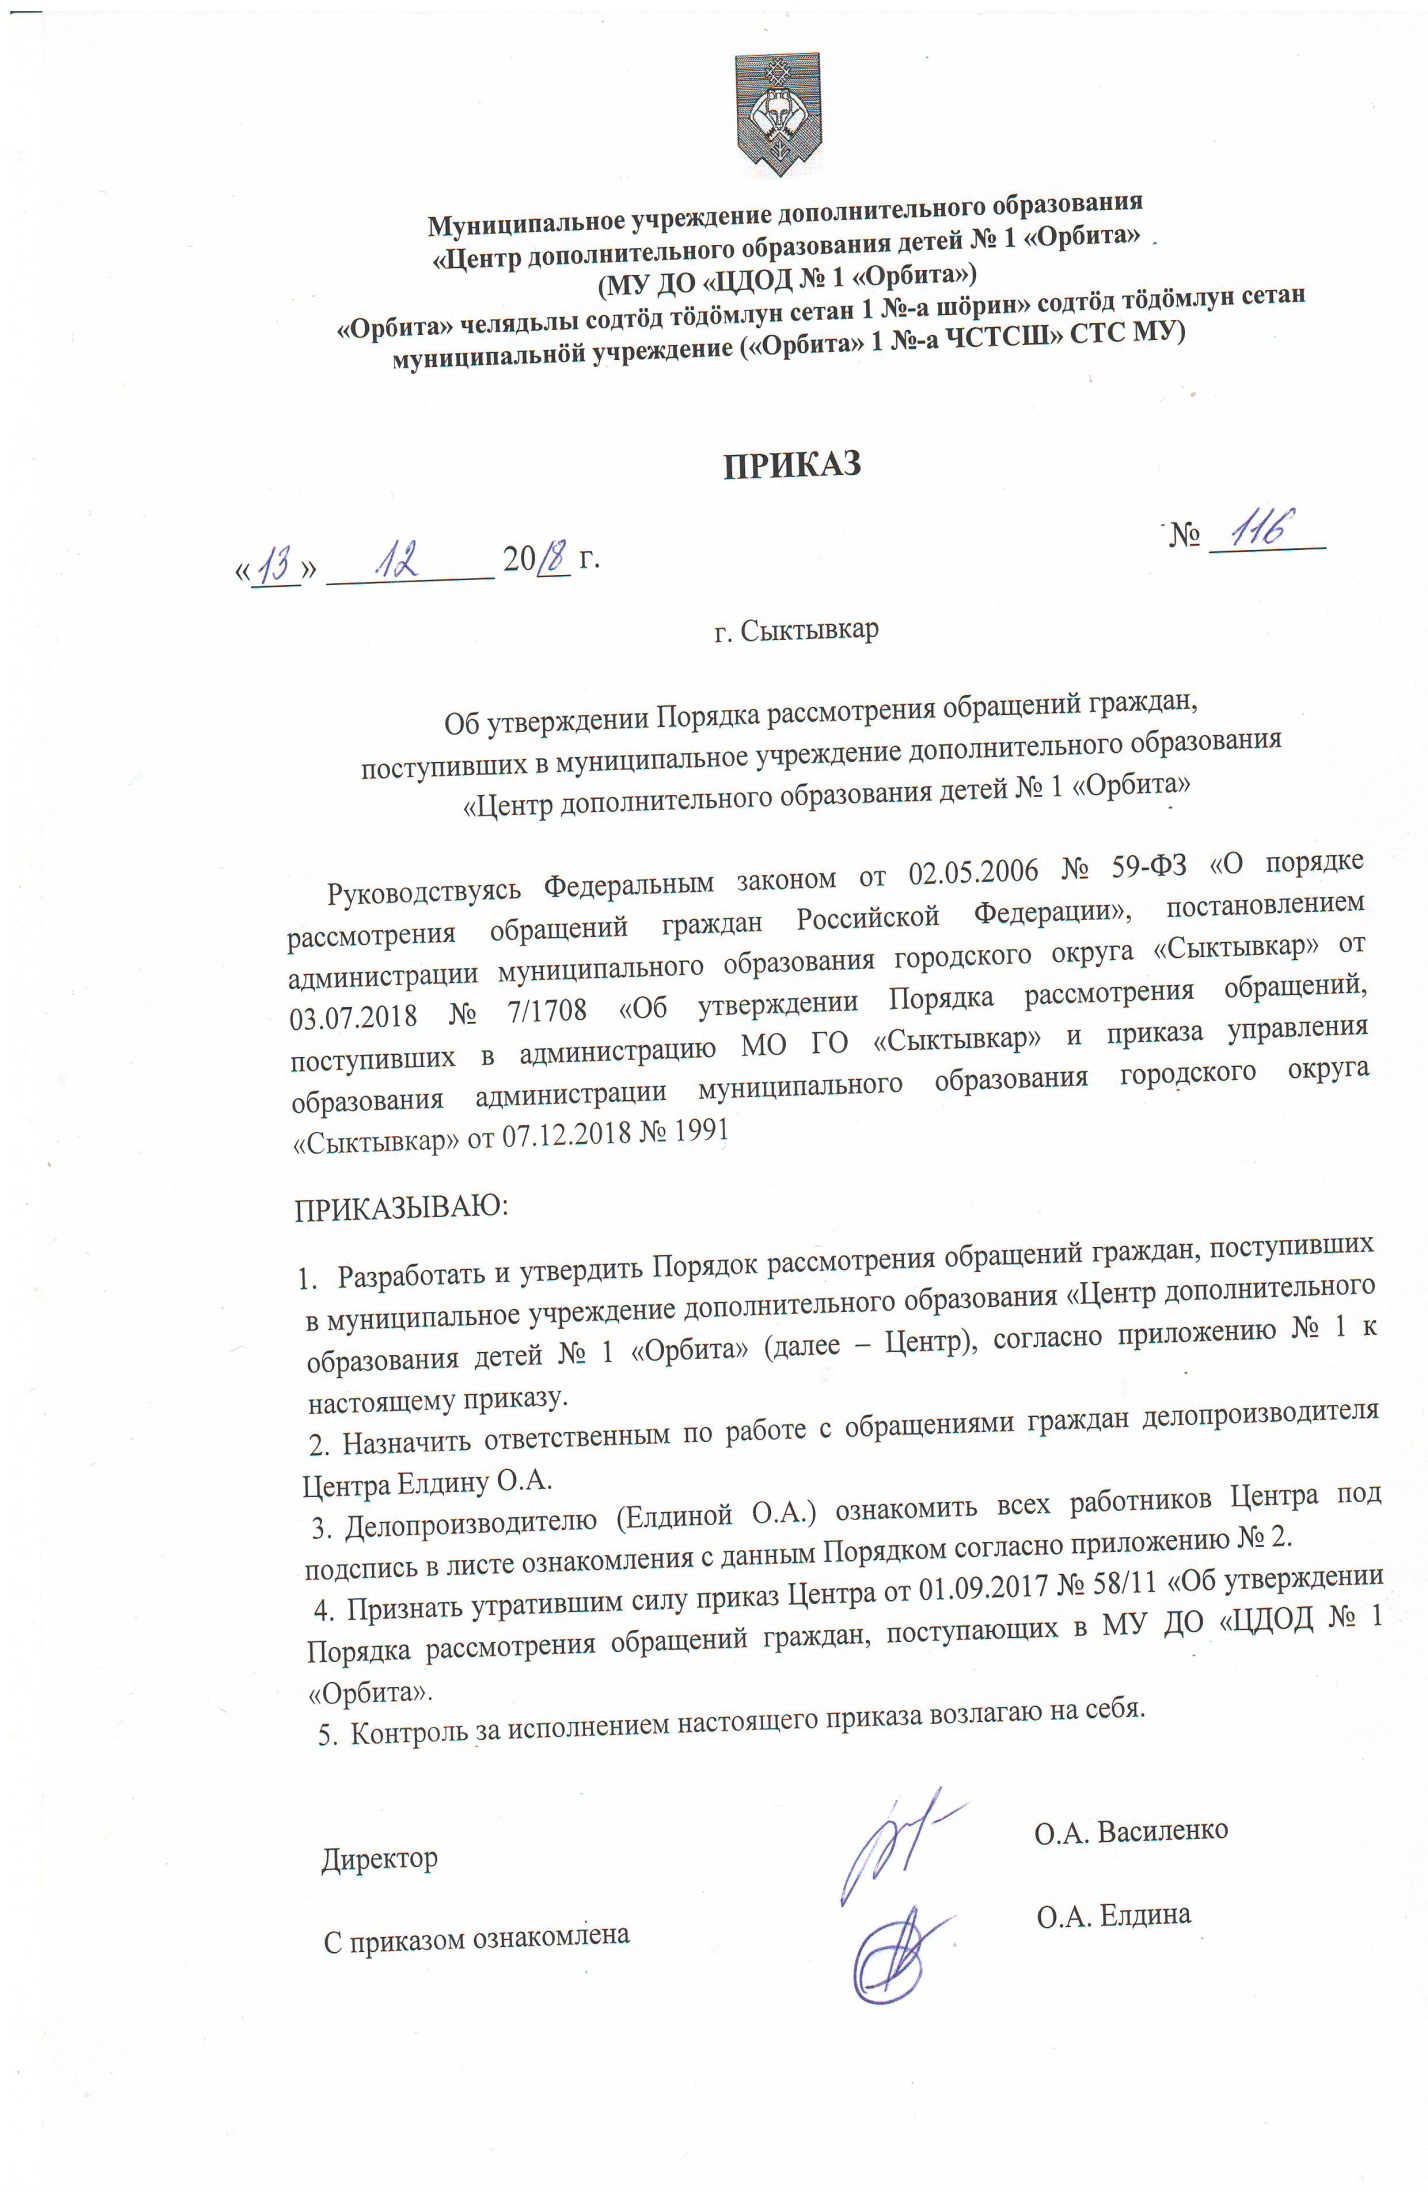 Муниципальное учреждение дополнительного образования
«Центр дополнительного образования детей № 1 «Орбита»
(МУ ДО «ЦДОД № 1 «Орбита»)
«Орбита» челядьлы содтӧд тӧдӧмлун сетан 1 №-а шӧрин» содтӧд тӧдӧмлун сетан
муниципальнӧй учреждение («Орбита» 1 №-а ЧСТСШ» СТС МУ)
ПРИКАЗ
«13» 12 2018 г. № 116
г. Сыктывкар
Об утверждении Порядка рассмотрения обращений граждан,
поступивших в муниципальное учреждение дополнительного образования
«Центр дополнительного образования детей № 1 «Орбита»
Руководствуясь Федеральным законом от 02.05.2006 № 59-ФЗ «О порядке
рассмотрения обращений граждан Российской Федерации», постановлением
администрации муниципального образования городского округа «Сыктывкар» от
03.07.2018 № 7/1708 «Об утверждении Порядка рассмотрения обращений,
поступивших в администрацию МО ГО «Сыктывкар» и приказа управления
образования администрации муниципального образования городского округа
«Сыктывкар» от 07.12.2018 № 1991
ПРИКАЗЫВАЮ:
1. Разработать и утвердить Порядок рассмотрения обращений граждан, поступивших
в муниципальное учреждение дополнительного образования «Центр дополнительного
образования детей № 1 «Орбита» (далее – Центр), согласно приложению № 1 к
настоящему приказу.
2. Назначить ответственным по работе с обращениями граждан делопроизводителя
Центра Елдину О.А.
3. Делопроизводителю (Елдиной О.А.) ознакомить всех работников Центра под
подпись в листе ознакомления с данным Порядком согласно приложению № 2.
4. Признать утратившим силу приказ Центра от 01.09.2017 № 58/11 «Об утверждении
Порядка рассмотрения обращений граждан, поступающих в МУ ДО «ЦДОД № 1
«Орбита».
5. Контроль за исполнением настоящего приказа возлагаю на себя.
Директор О.А. Василенко
С приказом ознакомлена О.А. Елдина